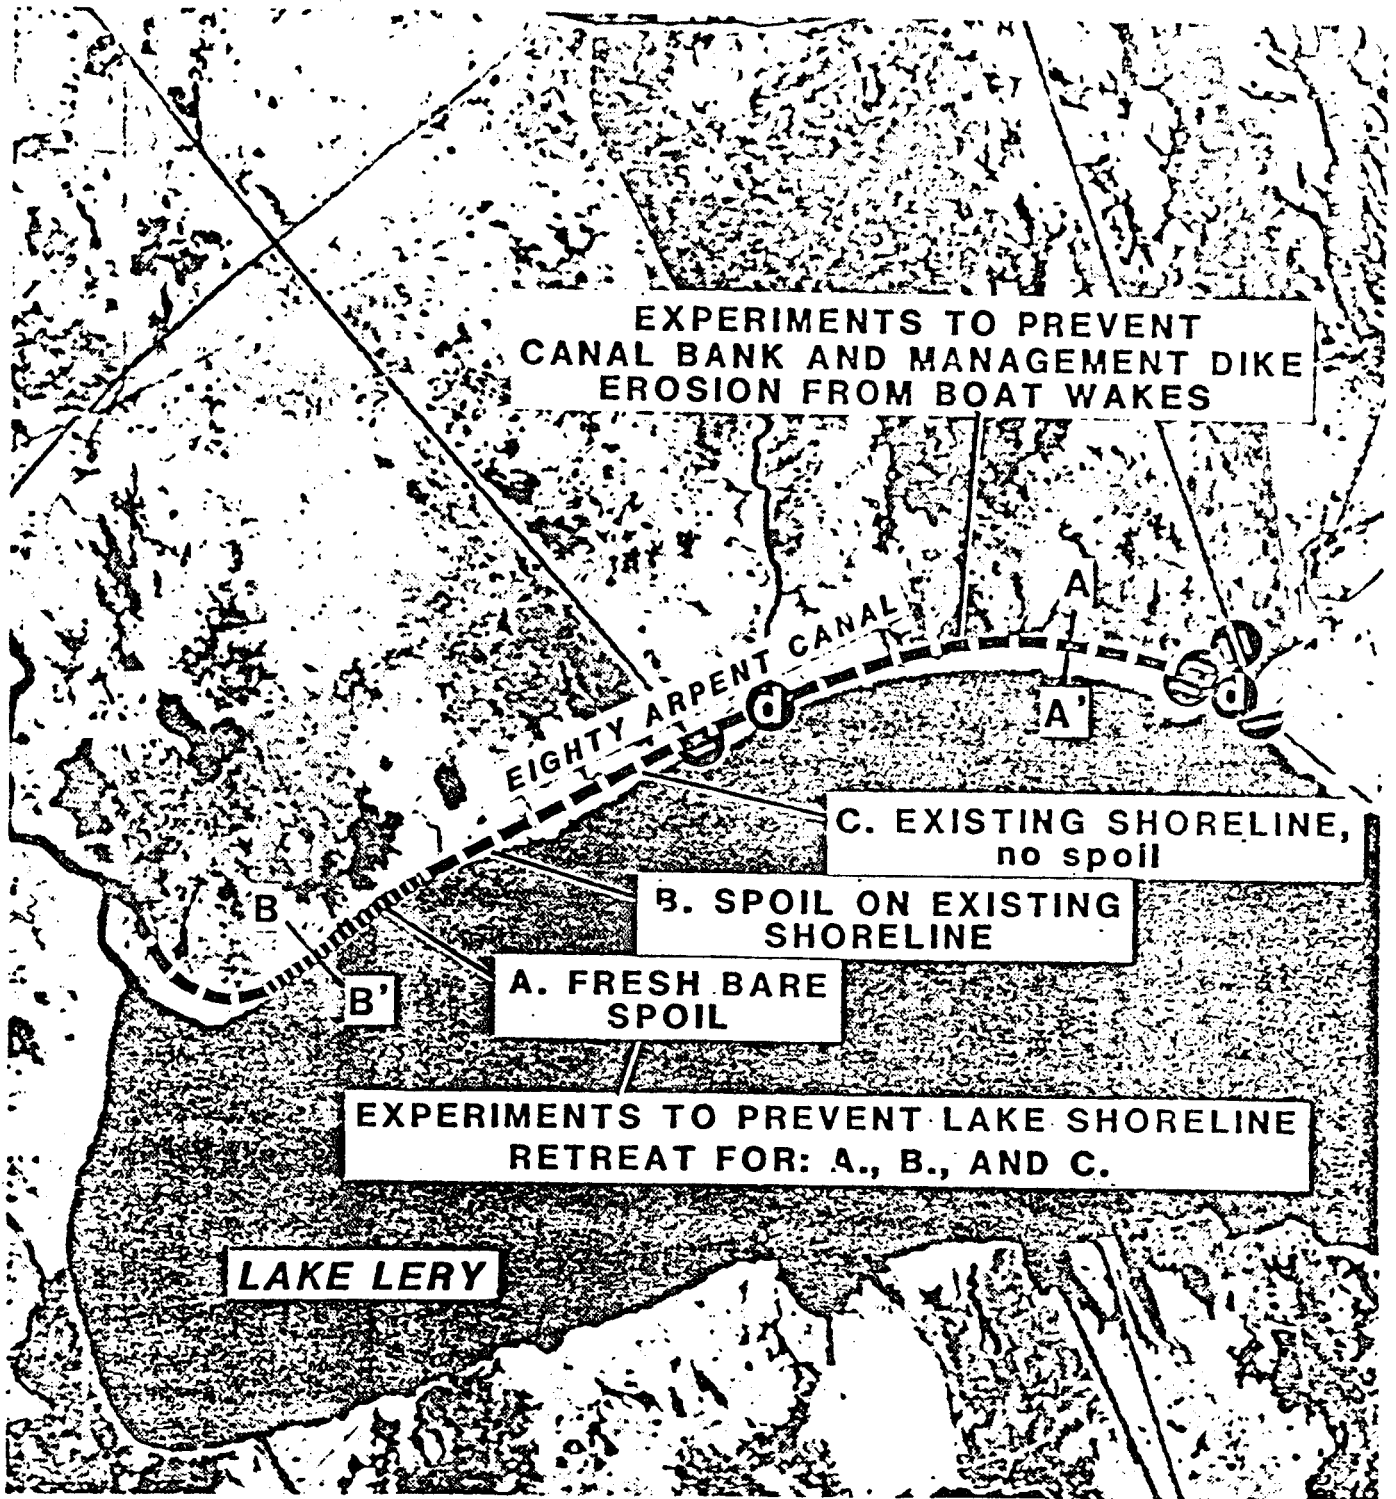 EXPERIMENTS TO PREVENT
CANAL BANK AND MANAGEMENT DIKE
EROSION FROM BOAT WAKES
A
EIGHTY ARPENT CANAL
d
d
A'
C. EXISTING SHORELINE,
no spoil
B. SPOIL ON EXISTING
SHORELINE
B
A. FRESH BARE
SPOIL
B'
EXPERIMENTS TO PREVENT LAKE SHORELINE
RETREAT FOR: A., B., AND C.
LAKE LERY